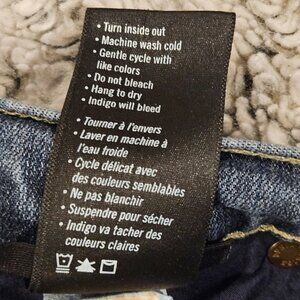 • Turn inside out
• Machine wash cold
• Gentle cycle with
like colors
• Do not bleach
• Hang to dry
• Indigo will bleed
• Tourner à l'envers
• Laver en machine à
l'eau froide
• Cycle délicat avec
des couleurs semblables
• Ne pas blanchir
• Suspendre pour sécher
• Indigo va tacher des
couleurs claires